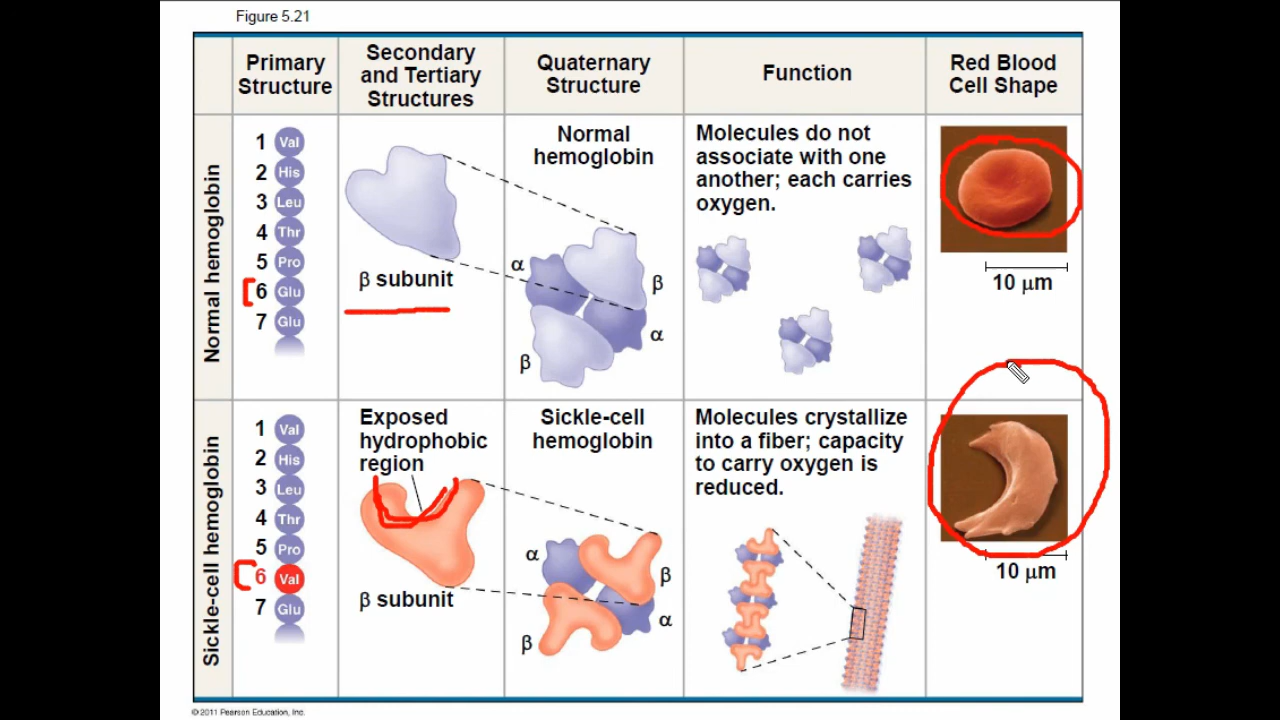 Figure 5.21
Primary
Structure
Secondary
and Tertiary
Structures
Quaternary
Structure
Function
Red Blood
Cell Shape
Normal hemoglobin
1 Val
2 His
3 Leu
4 Thr
5 Pro
6 Glu
7 Glu
β subunit
Normal
hemoglobin
α
β
α
β
Molecules do not
associate with one
another; each carries
oxygen.
10 μm
Sickle-cell hemoglobin
1 Val
2 His
3 Leu
4 Thr
5 Pro
6 Val
7 Glu
Exposed
hydrophobic
region
β subunit
Sickle-cell
hemoglobin
α
β
α
β
Molecules crystallize
into a fiber; capacity
to carry oxygen is
reduced.
10 μm
© 2011 Pearson Education, Inc.